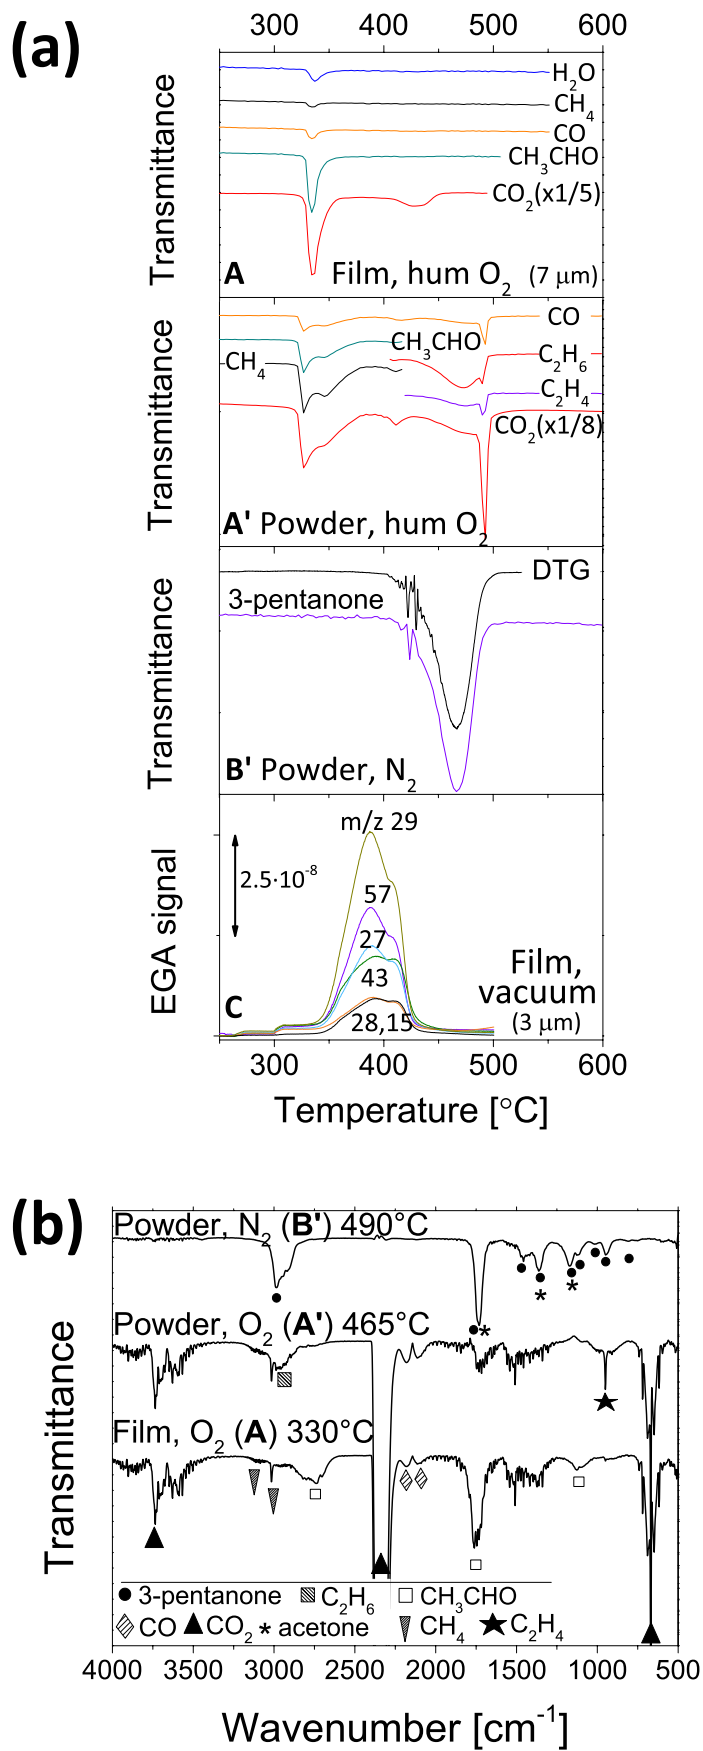 (a)
300 400 500 600
Transmittance
H2O
CH4
CO
CH3CHO
CO2(x1/5)
A Film, hum O2 (7 μm)
Transmittance
CO
CH3CHO
CH4
C2H6
C2H4
CO2(x1/8)
A' Powder, hum O2
Transmittance
DTG
3-pentanone
B' Powder, N2
EGA signal
m/z 29
2.5·10-8
57
27
43
28,15
Film,
vacuum
(3 μm)
C
300 400 500 600
Temperature [°C]
(b)
Transmittance
Powder, N2 (B') 490°C
Powder, O2 (A') 465°C
Film, O2 (A) 330°C
3-pentanone C2H6 CH3CHO
CO CO2 * acetone CH4 C2H4
4000 3500 3000 2500 2000 1500 1000 500
Wavenumber [cm-1]